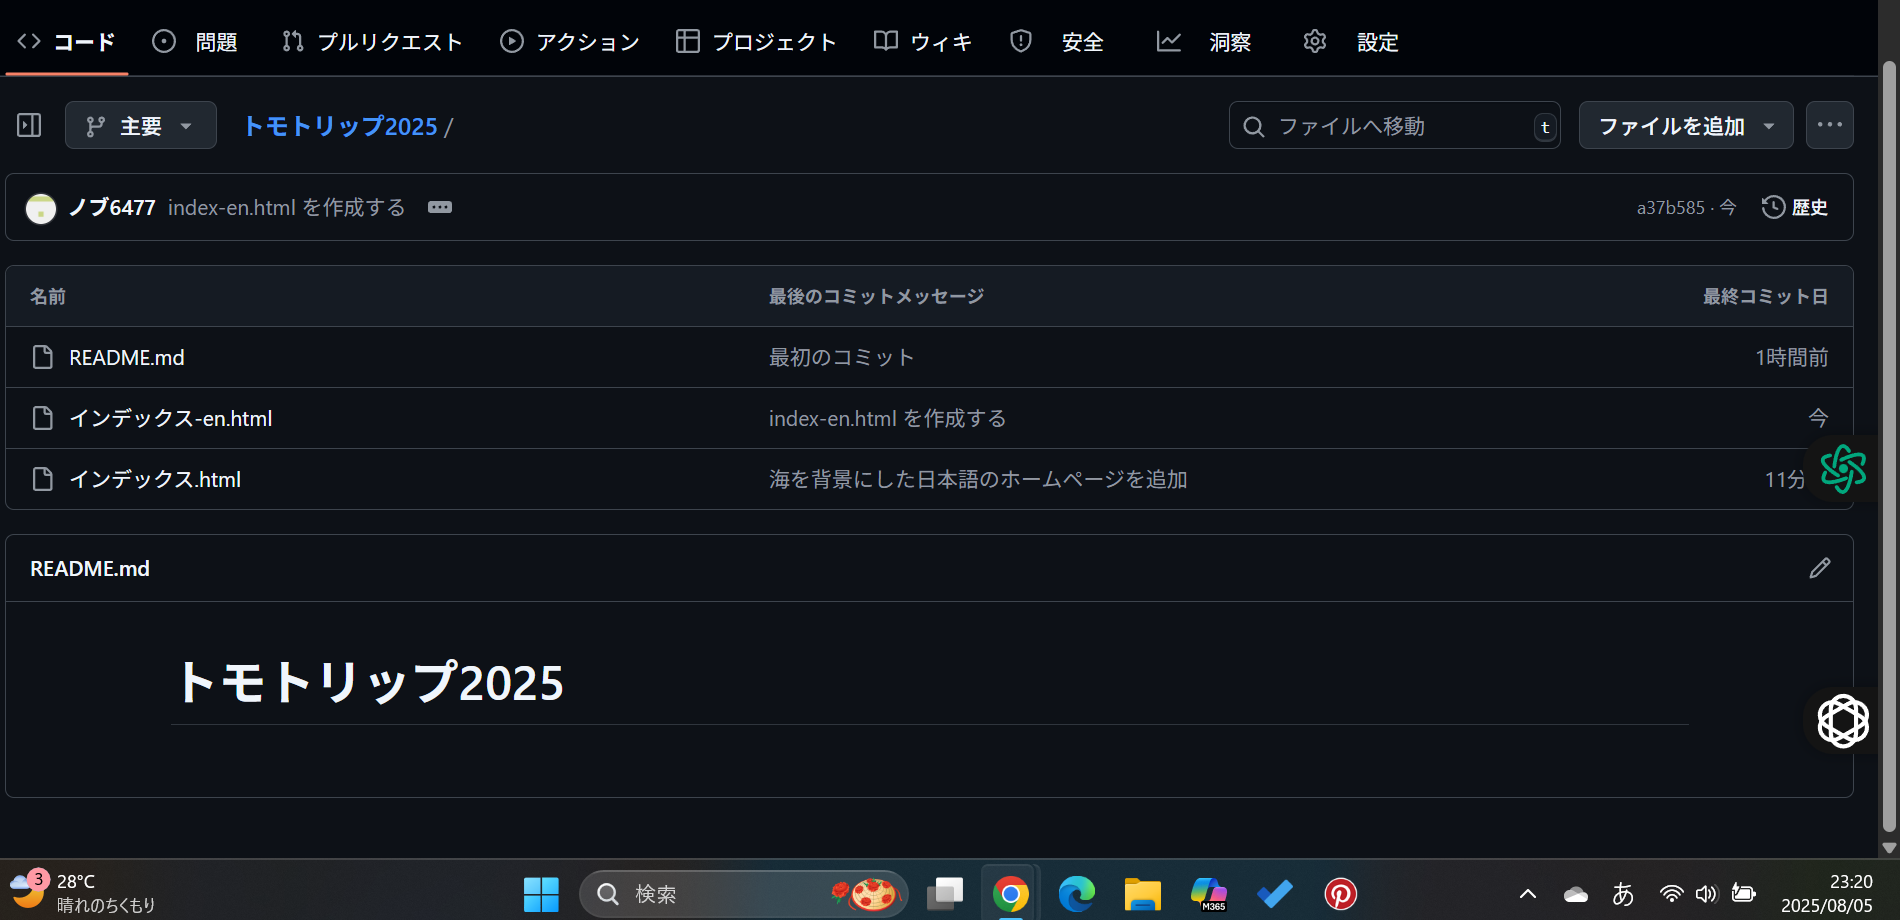 コード 問題 プルリクエスト アクション プロジェクト ウィキ 安全 洞察 設定
主要 トモトリップ2025 / ファイルへ移動 t ファイルを追加
ノブ6477 index-en.html を作成する a37b585 · 今 歴史
名前 最後のコミットメッセージ 最終コミット日
README.md 最初のコミット 1時間前
インデックス-en.html index-en.html を作成する 今
インデックス.html 海を背景にした日本語のホームページを追加 11分
README.md
トモトリップ2025
3 28°C
晴れのちくもり
検索
M365
あ
23:20
2025/08/05